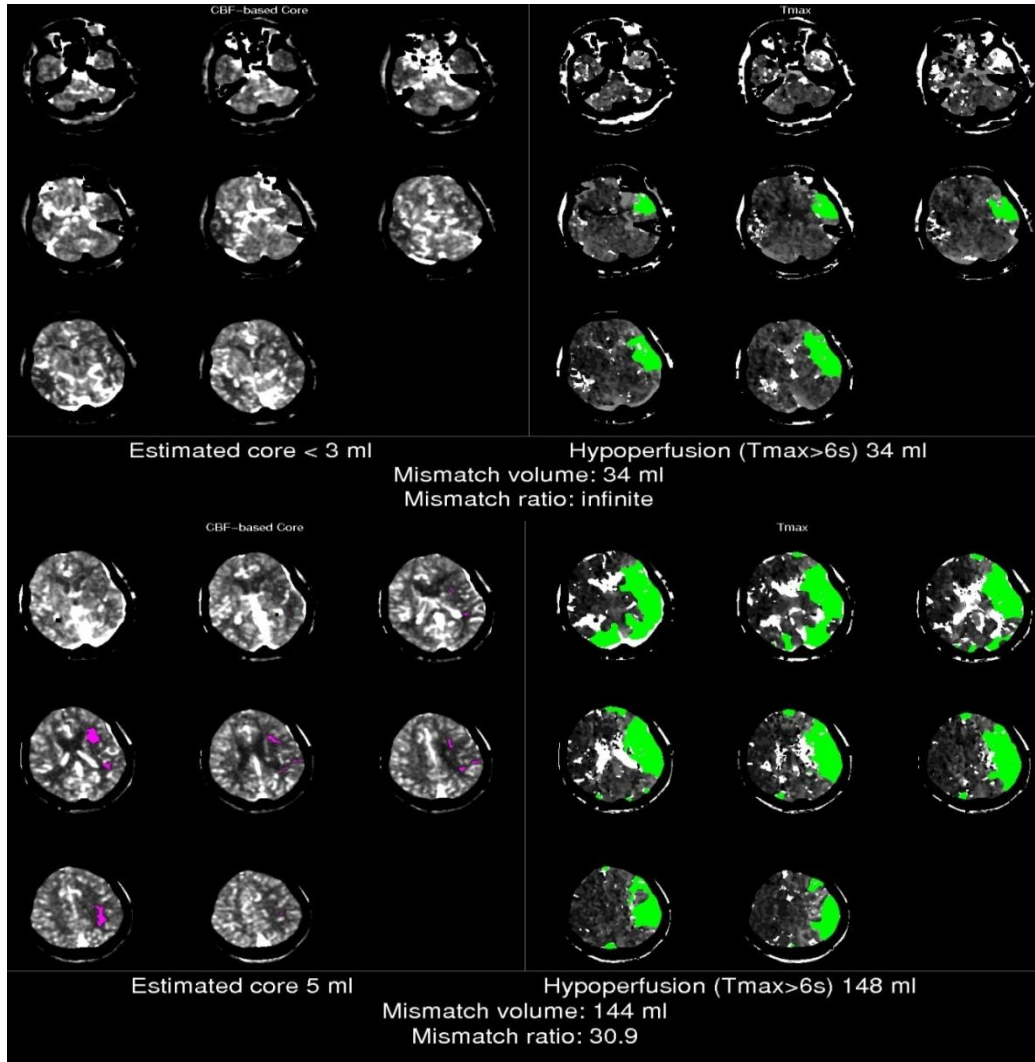 CBF-based Core
Tmax
Estimated core < 3 ml
Hypoperfusion (Tmax>6s) 34 ml
Mismatch volume: 34 ml
Mismatch ratio: infinite
CBF-based Core
Tmax
Estimated core 5 ml
Hypoperfusion (Tmax>6s) 148 ml
Mismatch volume: 144 ml
Mismatch ratio: 30.9